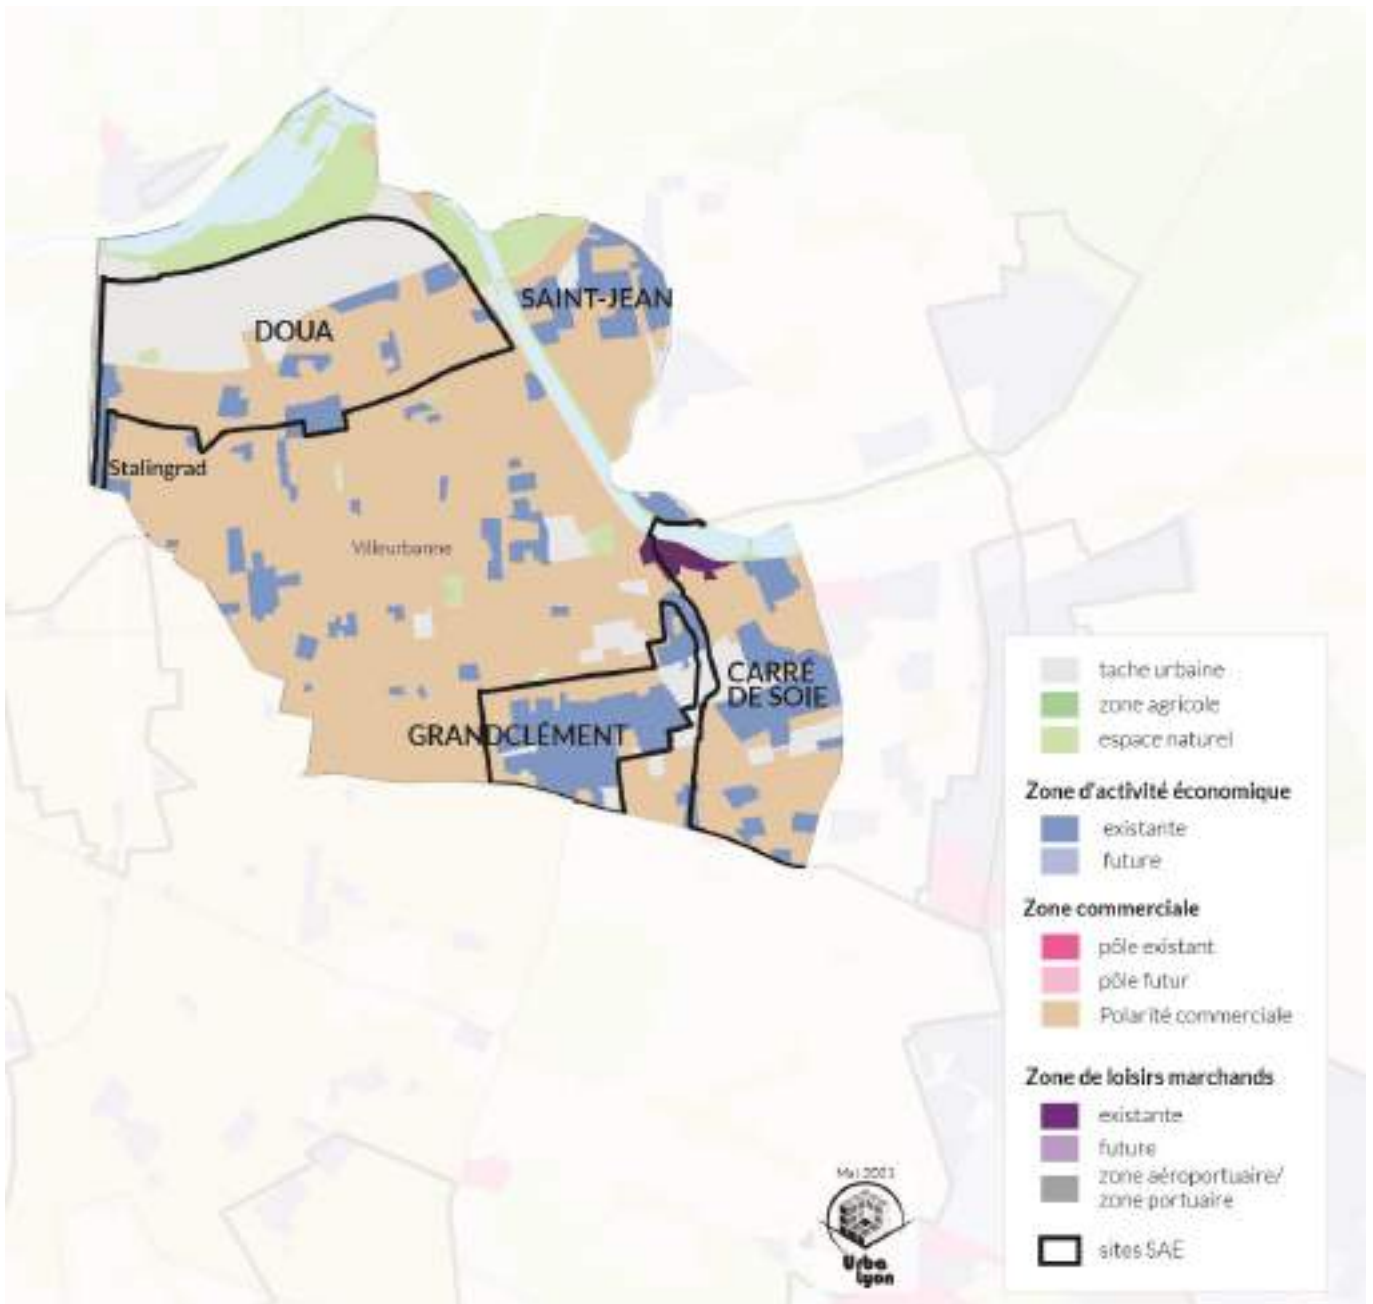 SAINT-JEAN
DOUA
Stalingrad
Villeurbanne
CARRÉ
DE SOIE
GRANDCLÉMENT
tache urbaine
zone agricole
espace naturel
Zone d'activité économique
existante
future
Zone commerciale
pôle existant
pôle futur
Polarité commerciale
Zone de loisirs marchands
existante
future
zone aéroportuaire/
zone portuaire
sites SAE
Mai 2021
Urba
Lyon